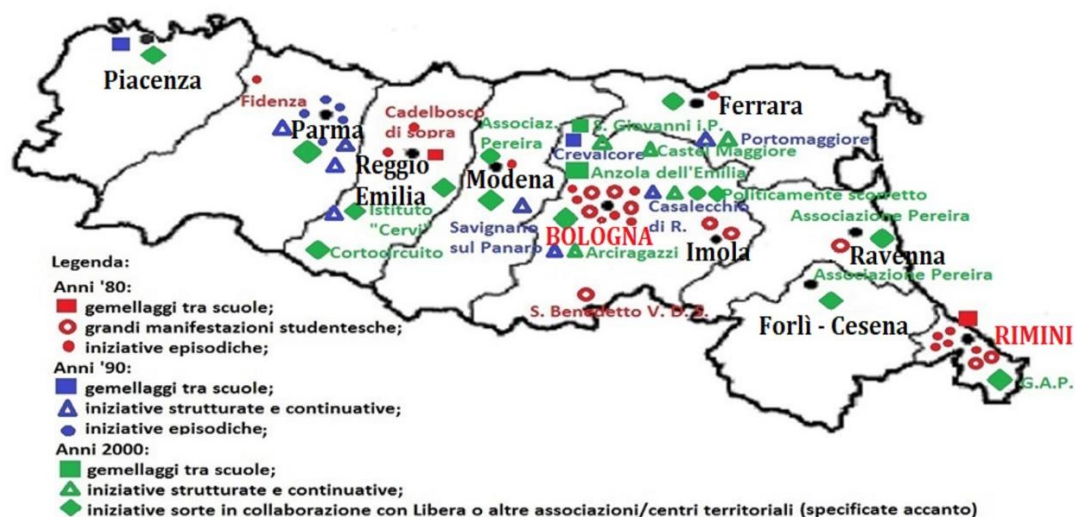 Piacenza
Fidenza
Parma
Cadelbosco
di sopra
Reggio
Emilia
Istituto
"Cervi"
Cortocircuito
Associaz.
Pereira
Modena
Savignano
sul Panaro
S. Giovanni i.P.
Crevalcore
Castel Maggiore
Anzola dell'Emilia
Ferrara
Portomaggiore
Politicamente scorretto
Casalecchio
di R.
BOLOGNA
Arciragazzi
Imola
S. Benedetto V. D. S.
Associazione Pereira
Ravenna
Associazione Pereira
Forlì - Cesena
RIMINI
G.A.P.
Legenda:
Anni '80:
gemellaggi tra scuole;
grandi manifestazioni studentesche;
iniziative episodiche;
Anni '90:
gemellaggi tra scuole;
iniziative strutturate e continuative;
iniziative episodiche;
Anni 2000:
gemellaggi tra scuole;
iniziative strutturate e continuative;
iniziative sorte in collaborazione con Libera o altre associazioni/centri territoriali (specificate accanto)